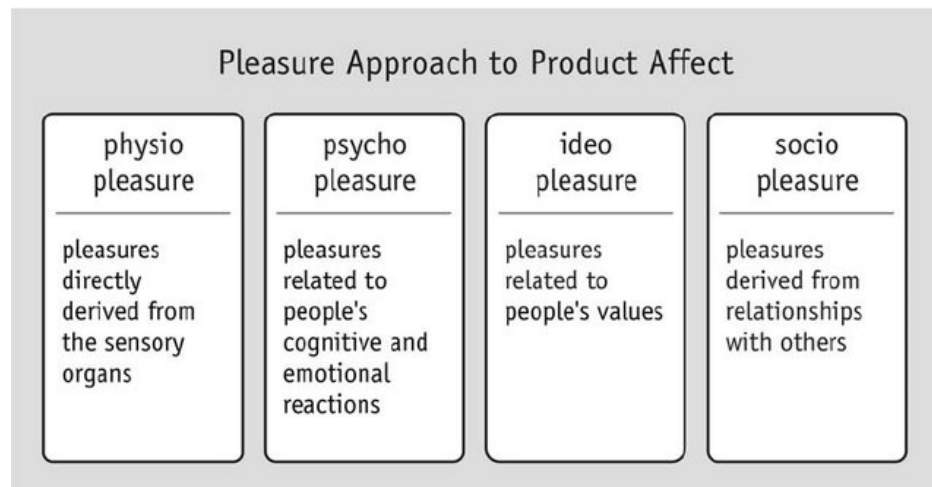 Pleasure Approach to Product Affect
physio
pleasure
pleasures
directly
derived from
the sensory
organs
psycho
pleasure
pleasures
related to
people's
cognitive and
emotional
reactions
ideo
pleasure
pleasures
related to
people's values
socio
pleasure
pleasures
derived from
relationships
with others